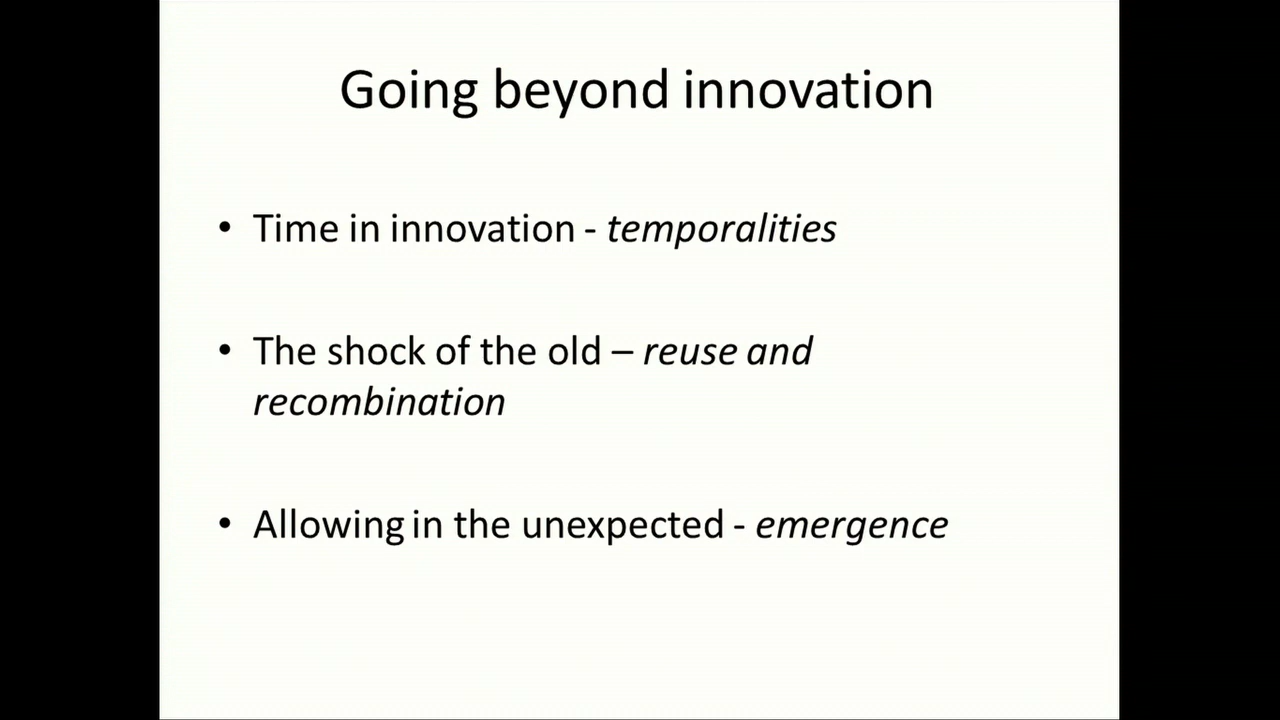 Going beyond innovation
• Time in innovation - temporalities
• The shock of the old – reuse and
recombination
• Allowing in the unexpected - emergence